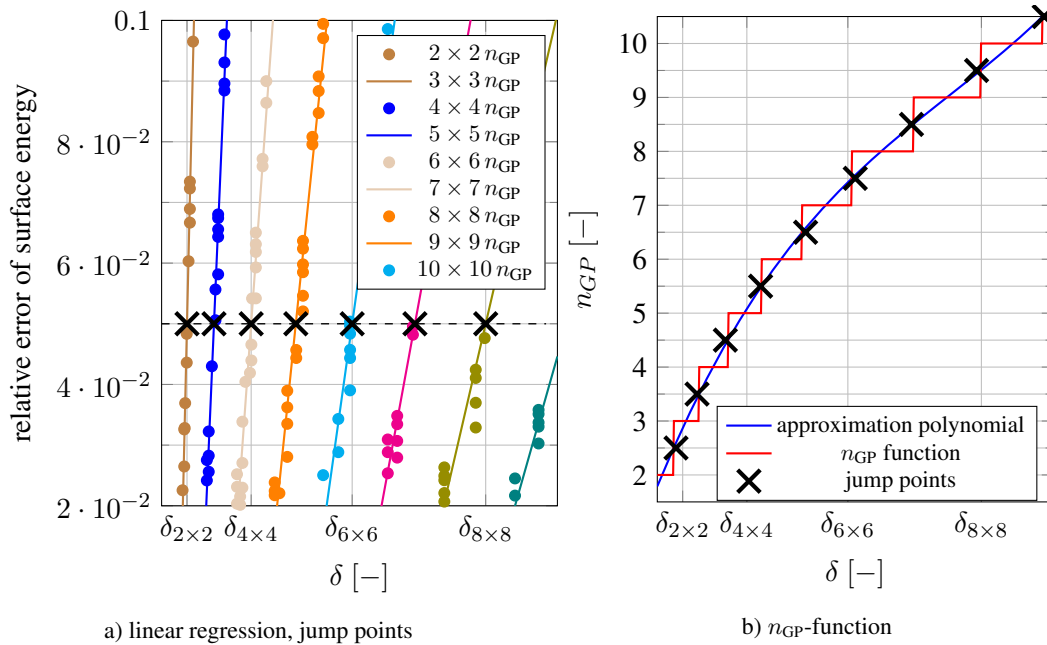 0.1
8 · 10⁻²
6 · 10⁻²
4 · 10⁻²
2 · 10⁻²
relative error of surface energy
2 × 2 n_GP
3 × 3 n_GP
4 × 4 n_GP
5 × 5 n_GP
6 × 6 n_GP
7 × 7 n_GP
8 × 8 n_GP
9 × 9 n_GP
10 × 10 n_GP
δ_2×2 δ_4×4 δ_6×6 δ_8×8
δ [−]
a) linear regression, jump points
10
9
8
7
6
5
4
3
2
n_GP [−]
approximation polynomial
n_GP function
jump points
δ_2×2 δ_4×4 δ_6×6 δ_8×8
δ [−]
b) n_GP-function